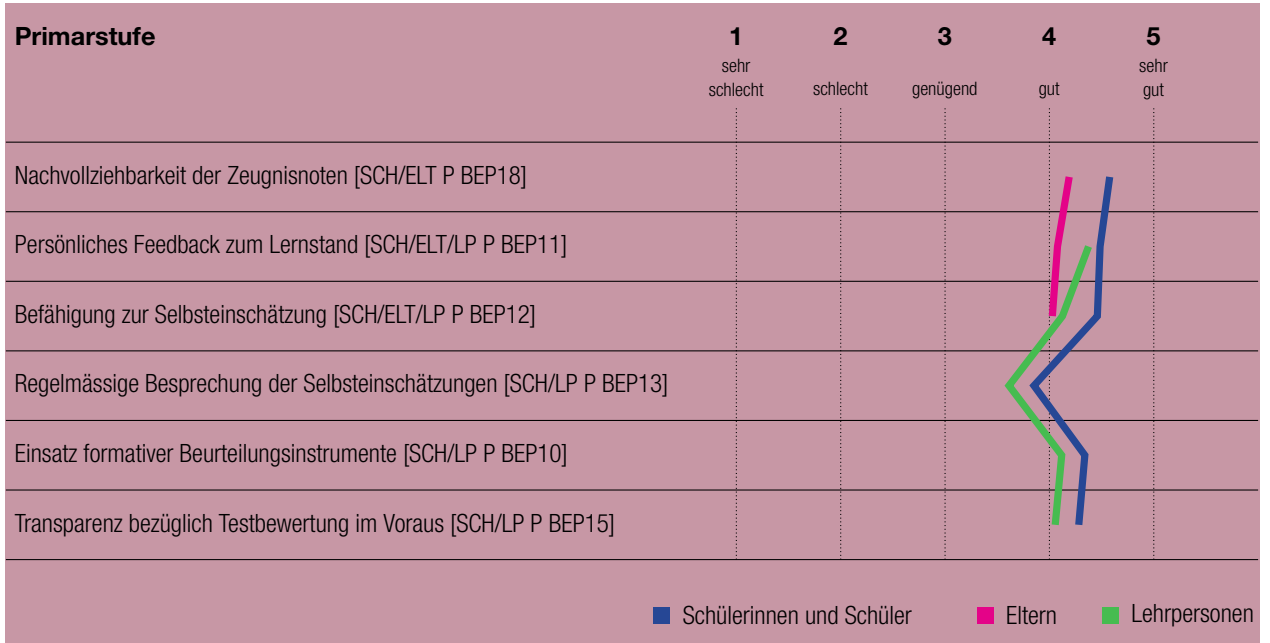 Primarstufe 1 2 3 4 5
sehr schlecht schlecht genügend gut sehr gut
Nachvollziehbarkeit der Zeugnisnoten [SCH/ELT P BEP18]
Persönliches Feedback zum Lernstand [SCH/ELT/LP P BEP11]
Befähigung zur Selbsteinschätzung [SCH/ELT/LP P BEP12]
Regelmässige Besprechung der Selbsteinschätzungen [SCH/LP P BEP13]
Einsatz formativer Beurteilungsinstrumente [SCH/LP P BEP10]
Transparenz bezüglich Testbewertung im Voraus [SCH/LP P BEP15]
Schülerinnen und Schüler Eltern Lehrpersonen